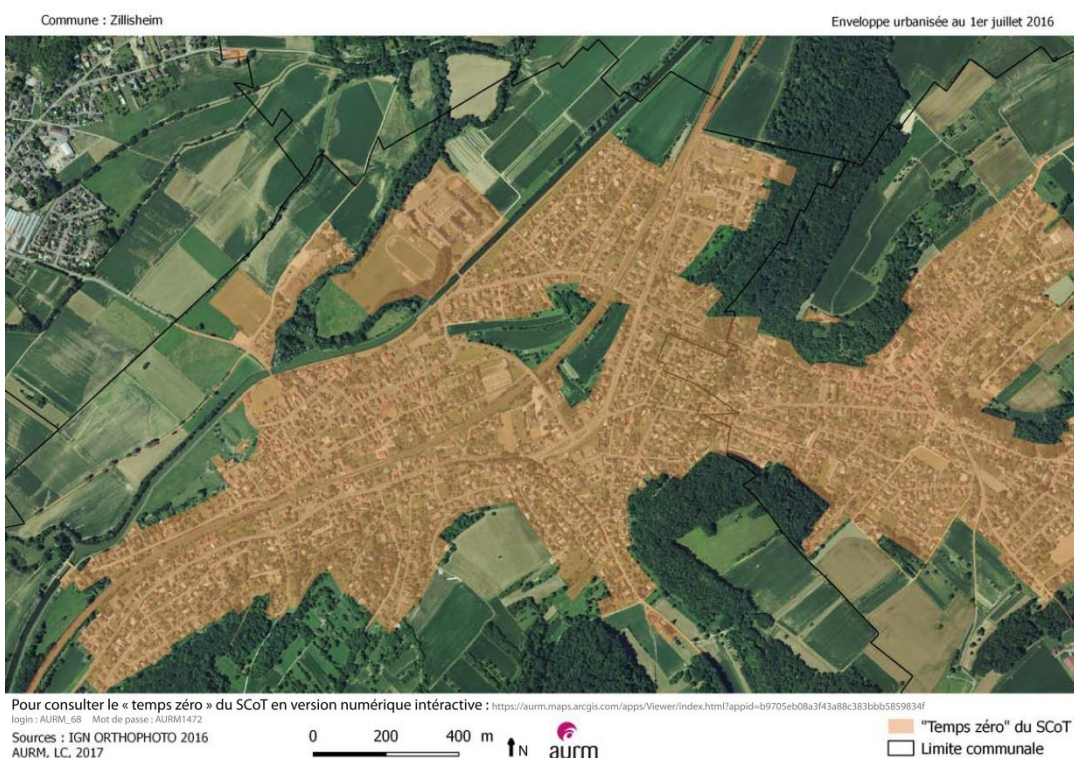 Commune : Zillisheim
Enveloppe urbanisée au 1er juillet 2016
Pour consulter le « temps zéro » du SCoT en version numérique intéractive : https://aurm.maps.arcgis.com/apps/Viewer/index.html?appid=b9705eb08a3f43a88c383bbb5859834f
login : AURM_68 Mot de passe : AURM1472
Sources : IGN ORTHOPHOTO 2016
AURM, LC, 2017
0 200 400 m
N
aurm
"Temps zéro" du SCoT
Limite communale